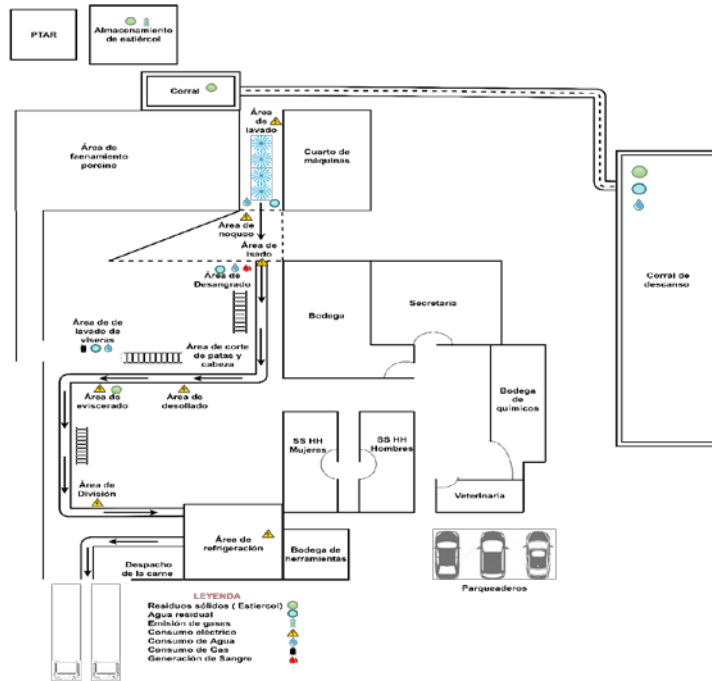 PTAR
Almacenamiento
de estiércol
Corral
Área de
faenamiento
porcino
Área
de
lavado
Cuarto de
máquinas
Área de
noqueo
Área de
isado
Área de
Desangrado
Bodega
Secretaria
Corral de
descanso
Área de de
lavado de
viseras
Área de corte
de patas y
cabeza
Área de
eviscerado
Área de
desollado
Bodega
de
químicos
SS HH
Mujeres
SS HH
Hombres
Área de
División
Veterinaria
Área de
refrigeración
Bodega de
herramientas
Despacho
de la carne
Parqueaderos
LEYENDA
Residuos sólidos ( Estiercol)
Agua residual
Emisión de gases
Consumo eléctrico
Consumo de Agua
Consumo de Gas
Generación de Sangre